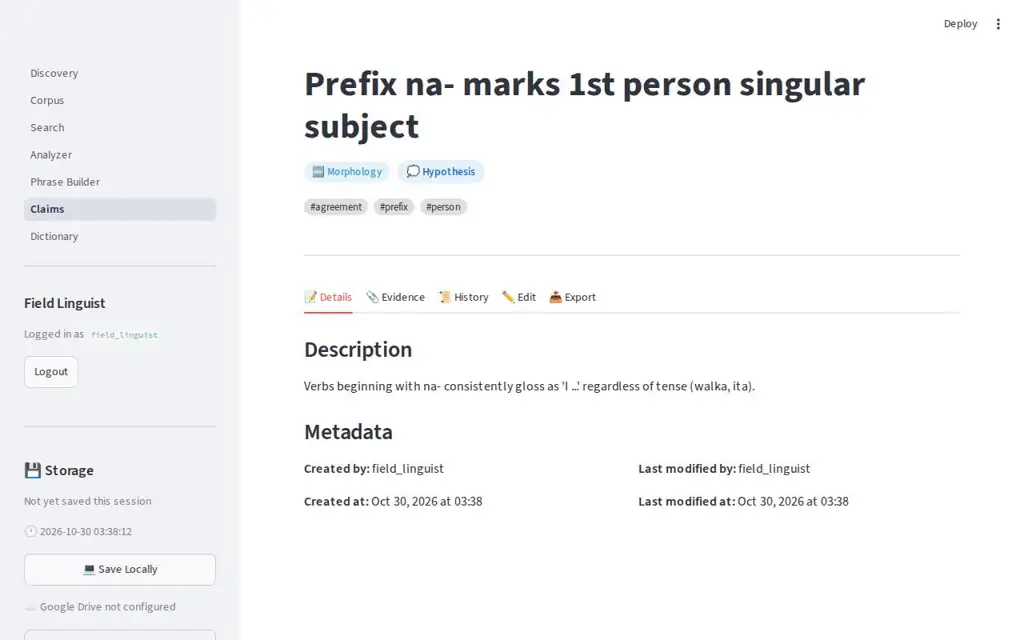 Deploy
Discovery
Corpus
Search
Analyzer
Phrase Builder
Claims
Dictionary
Field Linguist
Logged in as field_linguist
Logout
Storage
Not yet saved this session
2026-10-30 03:38:12
Save Locally
Google Drive not configured
Prefix na- marks 1st person singular
subject
Morphology Hypothesis
#agreement #prefix #person
Details Evidence History Edit Export
Description
Verbs beginning with na- consistently gloss as 'I ...' regardless of tense (walka, ita).
Metadata
Created by: field_linguist Last modified by: field_linguist
Created at: Oct 30, 2026 at 03:38 Last modified at: Oct 30, 2026 at 03:38